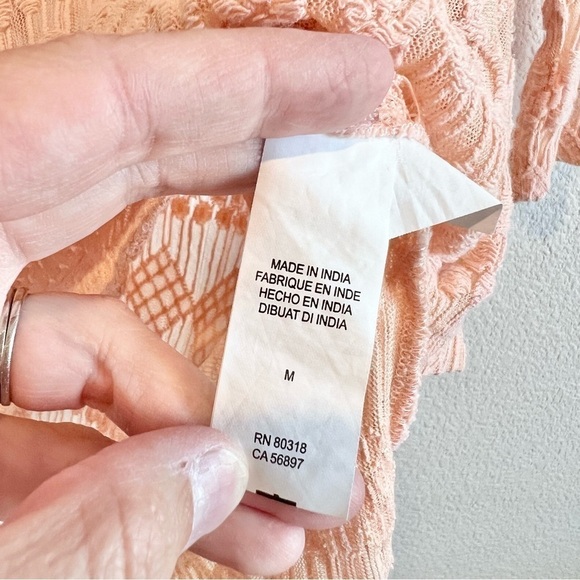 MADE IN INDIA
FABRIQUE EN INDE
HECHO EN INDIA
DIBUAT DI INDIA
M
RN 80318
CA 56897